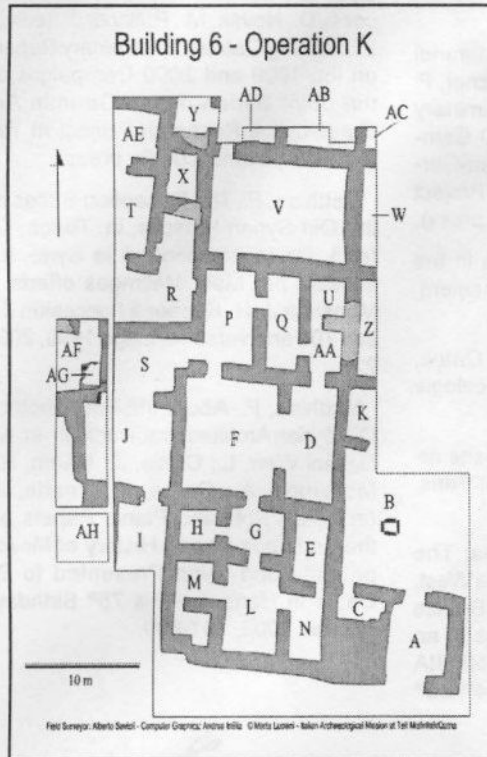 Building 6 - Operation K
AD
AB
AC
Y
AE
X
T
V
W
R
P
Q
U
Z
AA
AF
AG
S
K
J
F
D
B
H
G
E
AH
M
L
N
C
A
10 m
Field Surveyor: Alberto Savioli - Computer Graphics: Andrea Intilia © Marta Luciani - Italian Archaeological Mission at Tell Mishrifeh/Qatna